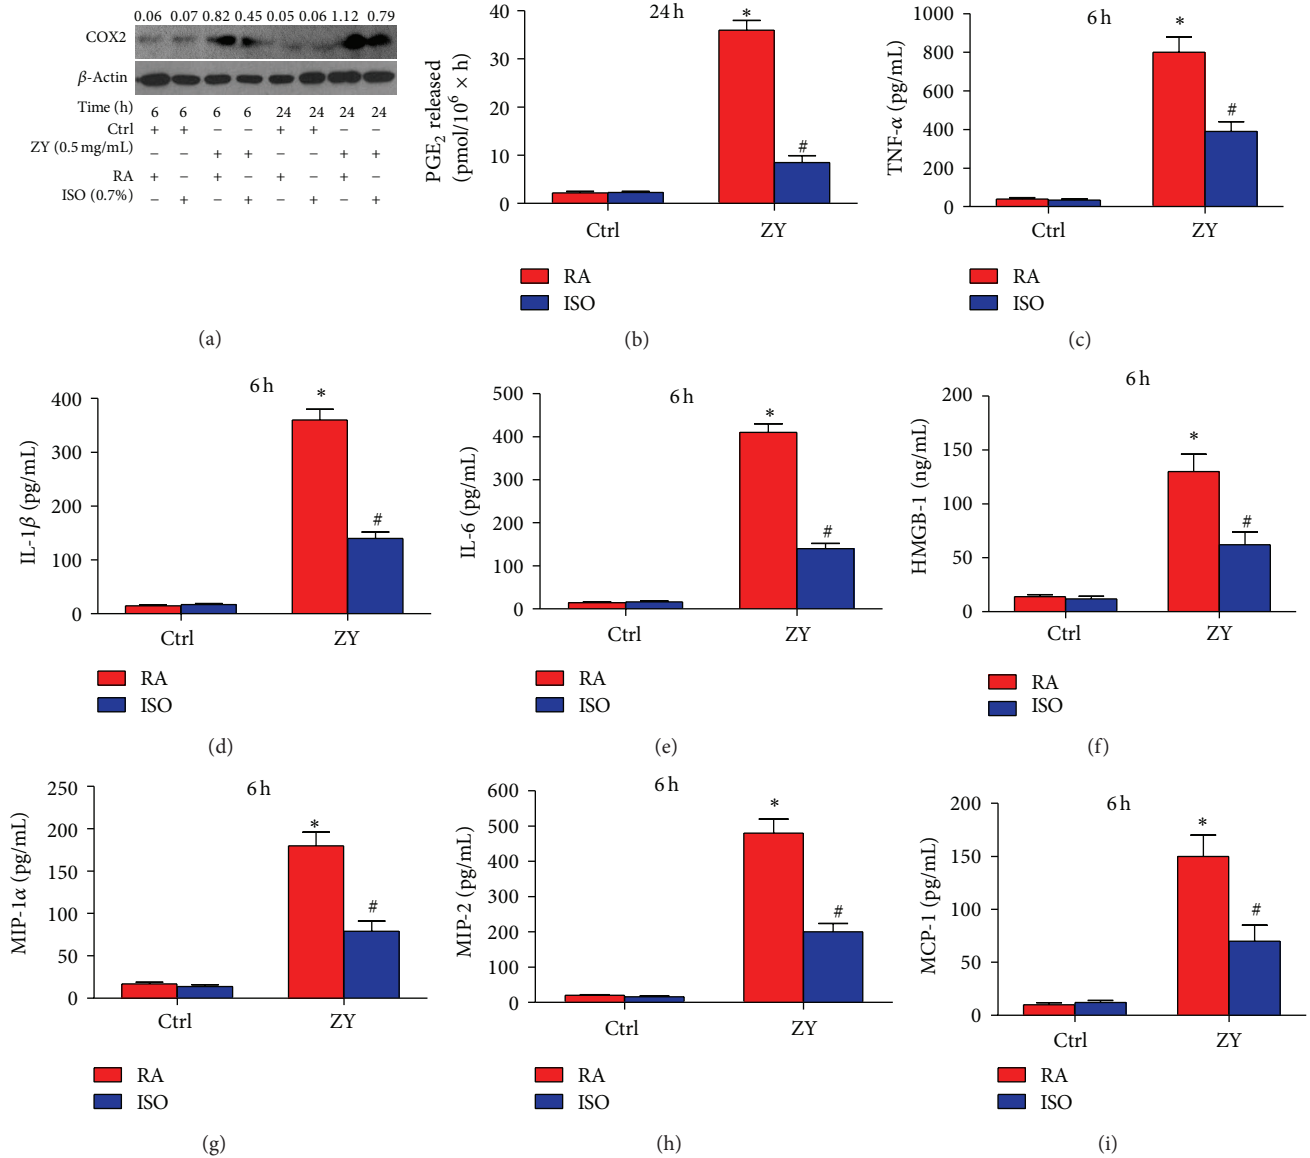 0.06 0.07 0.82 0.45 0.05 0.06 1.12 0.79
COX2
β-Actin
Time (h) 6 6 6 6 24 24 24 24
Ctrl + + – – + + – –
ZY (0.5 mg/mL) – – + + – – + +
RA + – + – + – + –
ISO (0.7%) – + – + – + – +
(a)
24 h
PGE2 released
(pmol/10⁶ × h)
40
30
20
10
0
*
#
Ctrl ZY
RA
ISO
(b)
6 h
TNF-α (pg/mL)
1000
800
600
400
200
0
*
#
Ctrl ZY
RA
ISO
(c)
6 h
IL-1β (pg/mL)
400
300
200
100
0
*
#
Ctrl ZY
RA
ISO
(d)
6 h
IL-6 (pg/mL)
500
400
300
200
100
0
*
#
Ctrl ZY
RA
ISO
(e)
6 h
HMGB-1 (ng/mL)
200
150
100
50
0
*
#
Ctrl ZY
RA
ISO
(f)
6 h
MIP-1α (pg/mL)
250
200
150
100
50
0
*
#
Ctrl ZY
RA
ISO
(g)
6 h
MIP-2 (pg/mL)
600
500
400
300
200
100
0
*
#
Ctrl ZY
RA
ISO
(h)
6 h
MCP-1 (pg/mL)
200
150
100
50
0
*
#
Ctrl ZY
RA
ISO
(i)